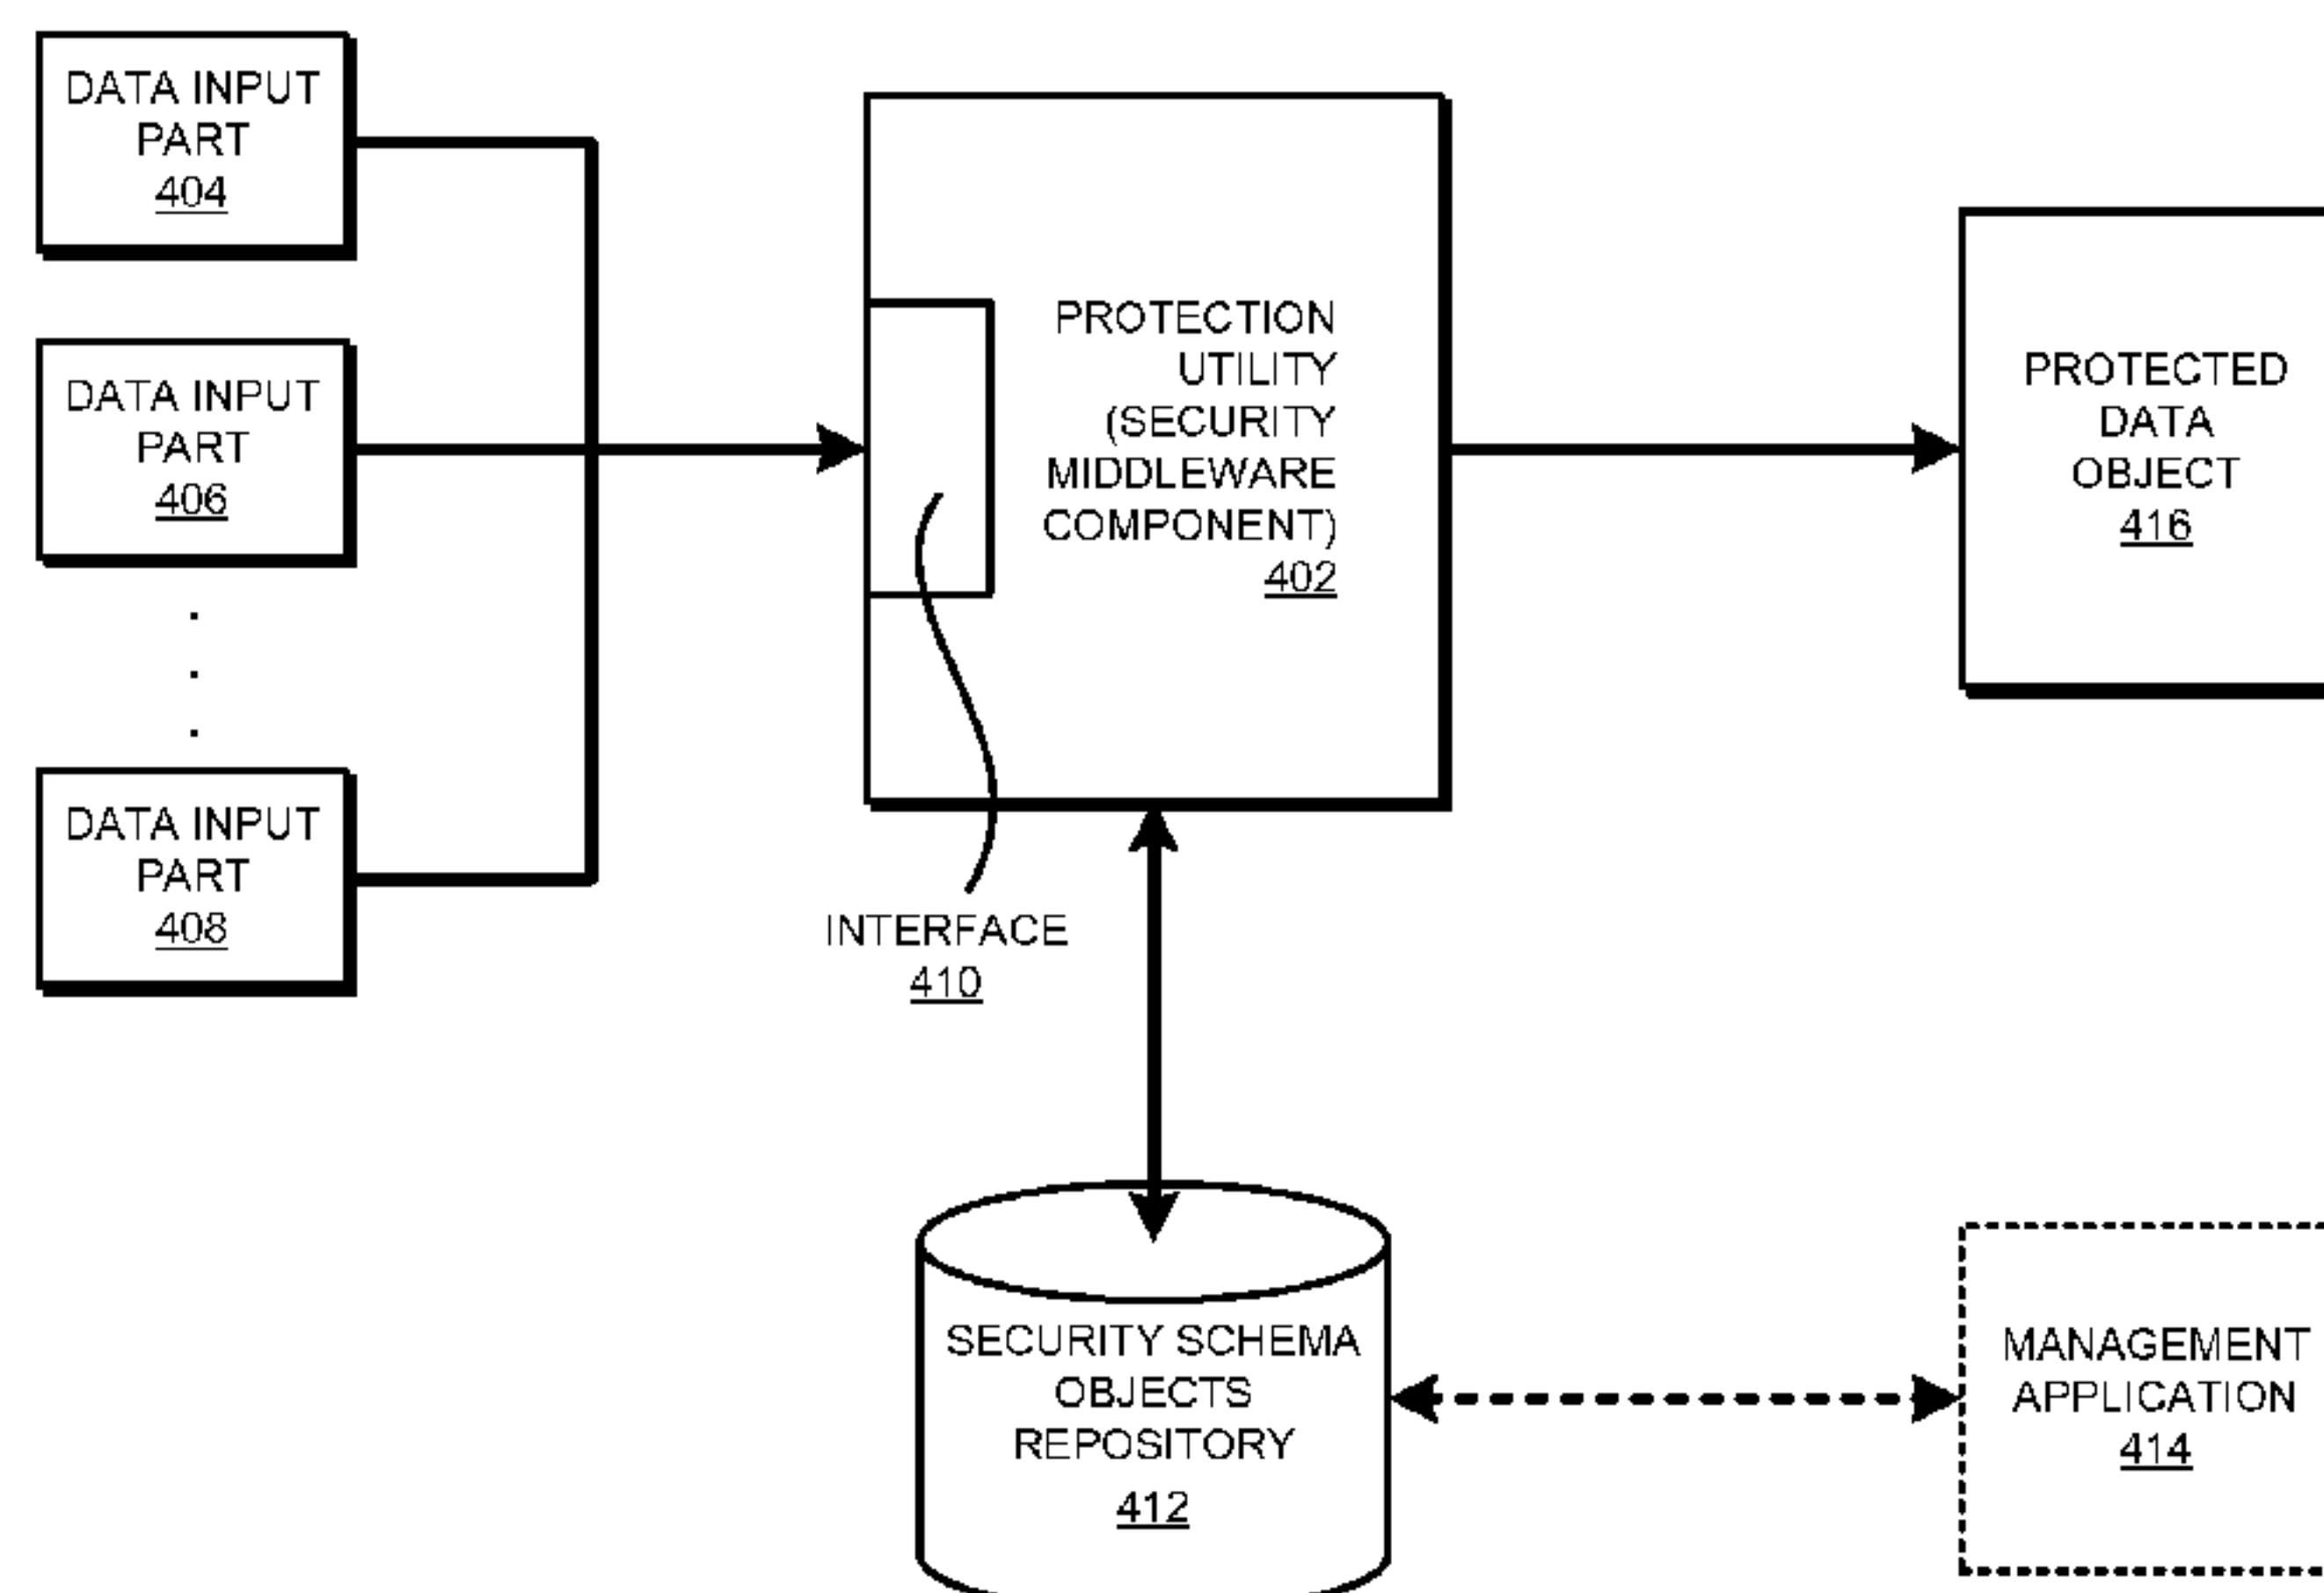 DATA INPUT
PART
404
DATA INPUT
PART
406
DATA INPUT
PART
408
PROTECTION
UTILITY
(SECURITY
MIDDLEWARE
COMPONENT)
402
INTERFACE
410
PROTECTED
DATA
OBJECT
416
SECURITY SCHEMA
OBJECTS
REPOSITORY
412
MANAGEMENT
APPLICATION
414